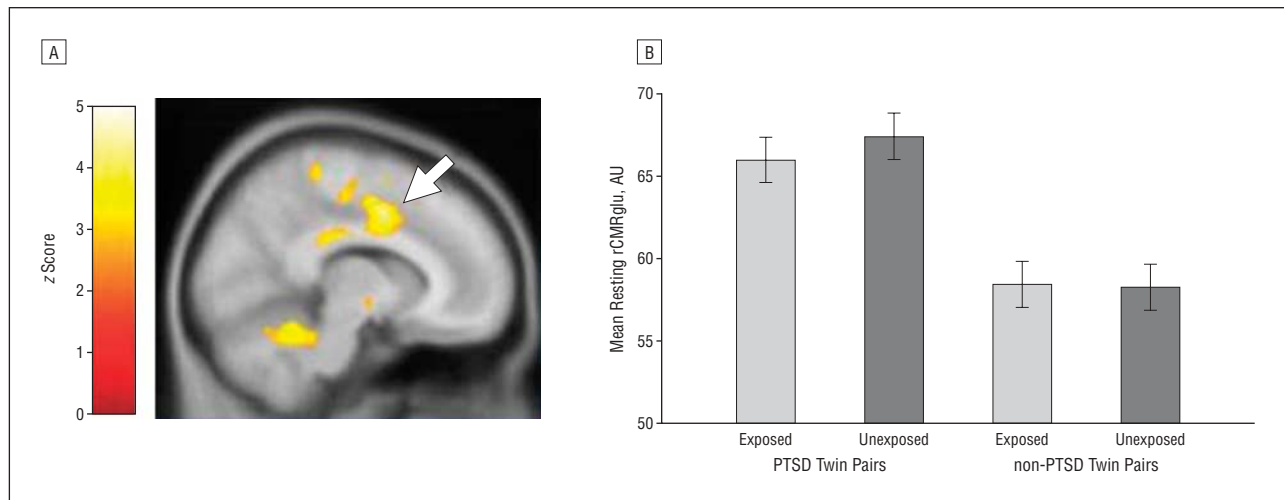 A
5
4
3
2
1
0
z Score
B
70
65
60
55
50
Mean Resting rCMRglu, AU
Exposed Unexposed Exposed Unexposed
PTSD Twin Pairs non-PTSD Twin Pairs